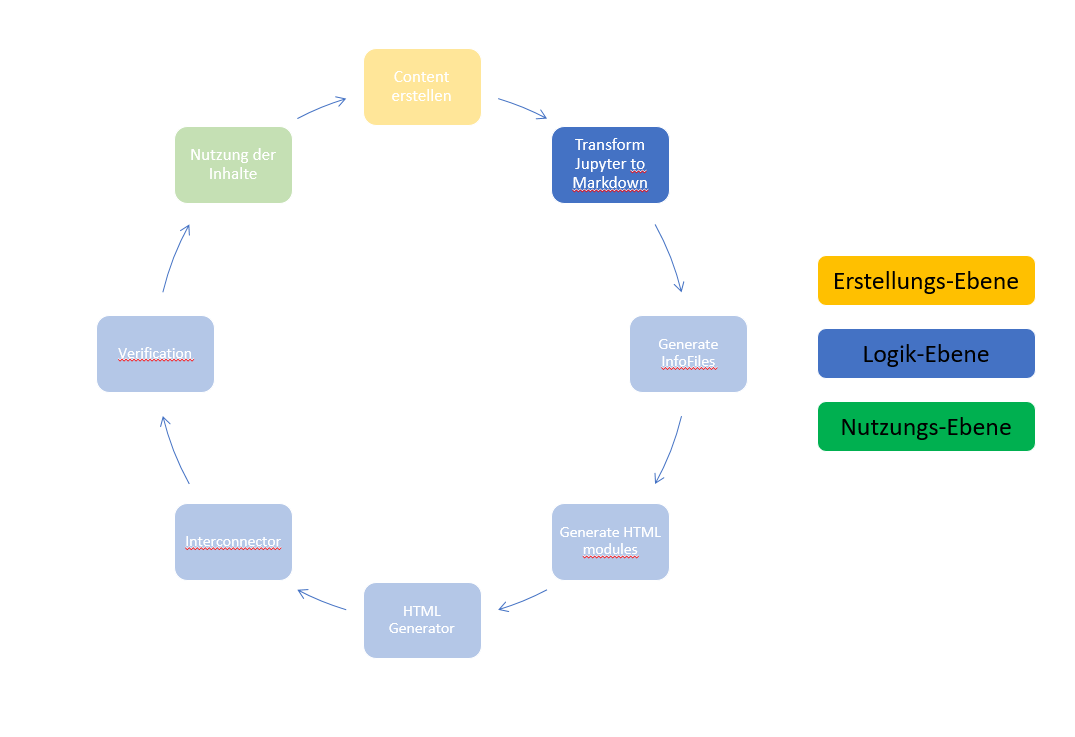 Content
erstellen
Transform
Jupyter to
Markdown
Generate
InfoFiles
Generate HTML
modules
HTML
Generator
Interconnector
Verification
Nutzung der
Inhalte
Erstellungs-Ebene
Logik-Ebene
Nutzungs-Ebene